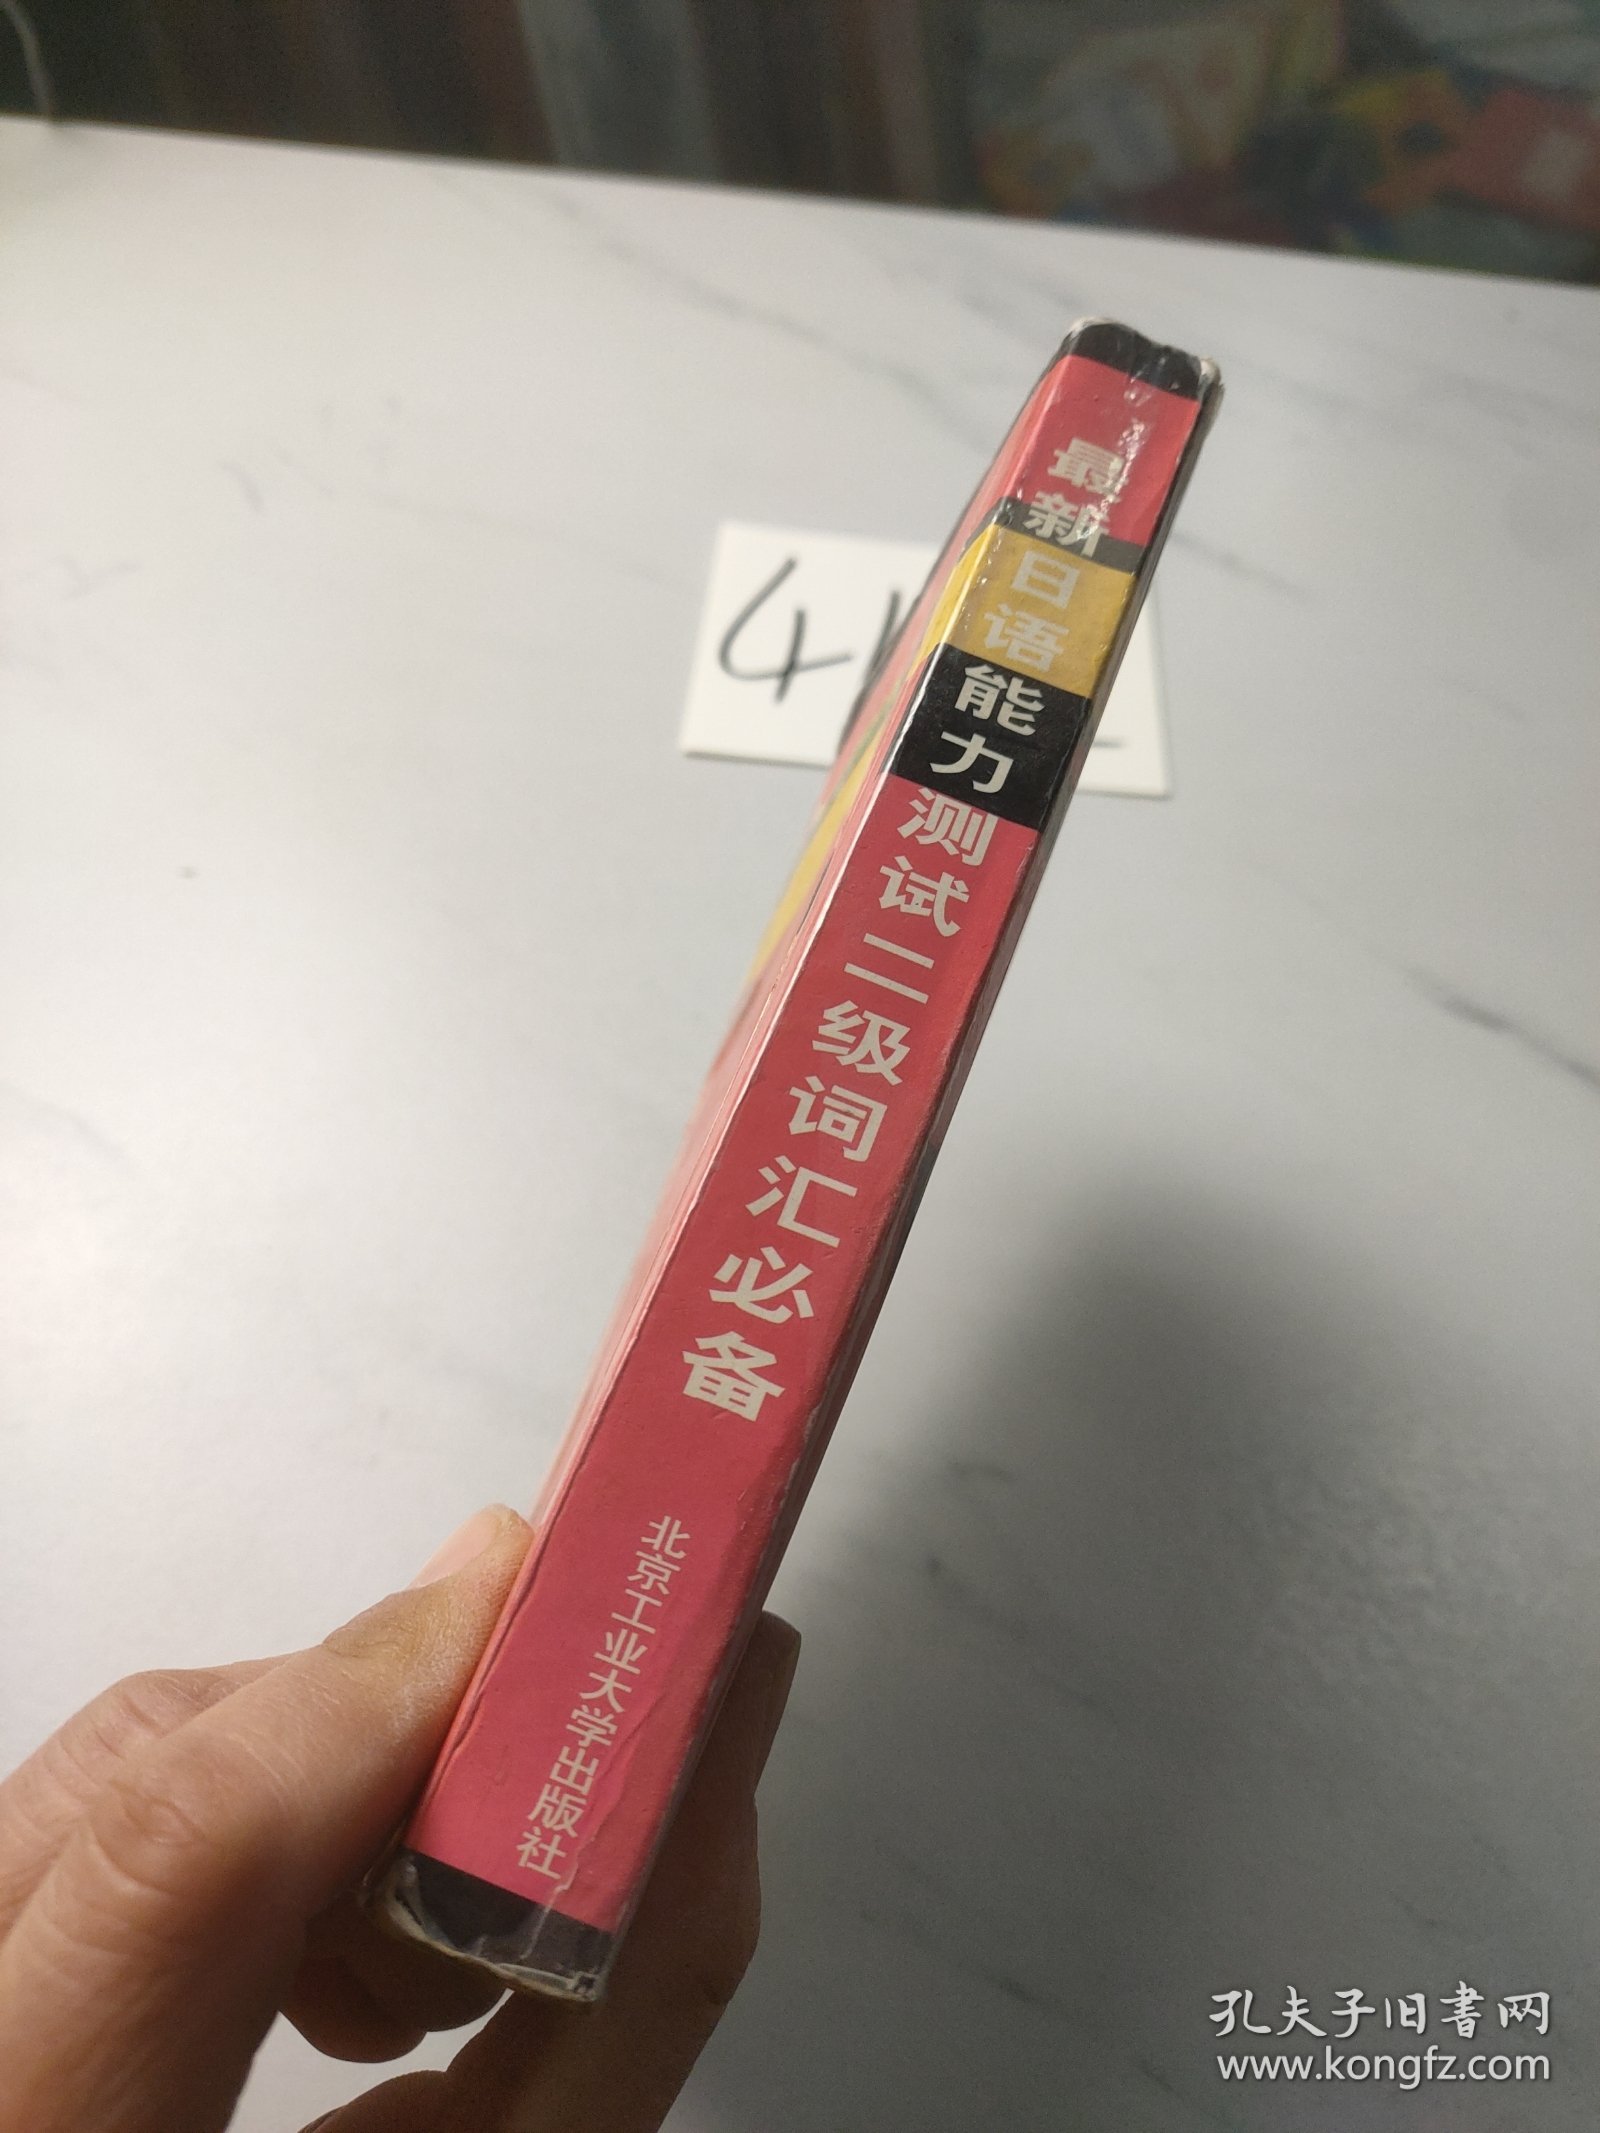 最新日语能力测试二级词汇必备
北京工业大学出版社
孔夫子旧书网
www.kongfz.com